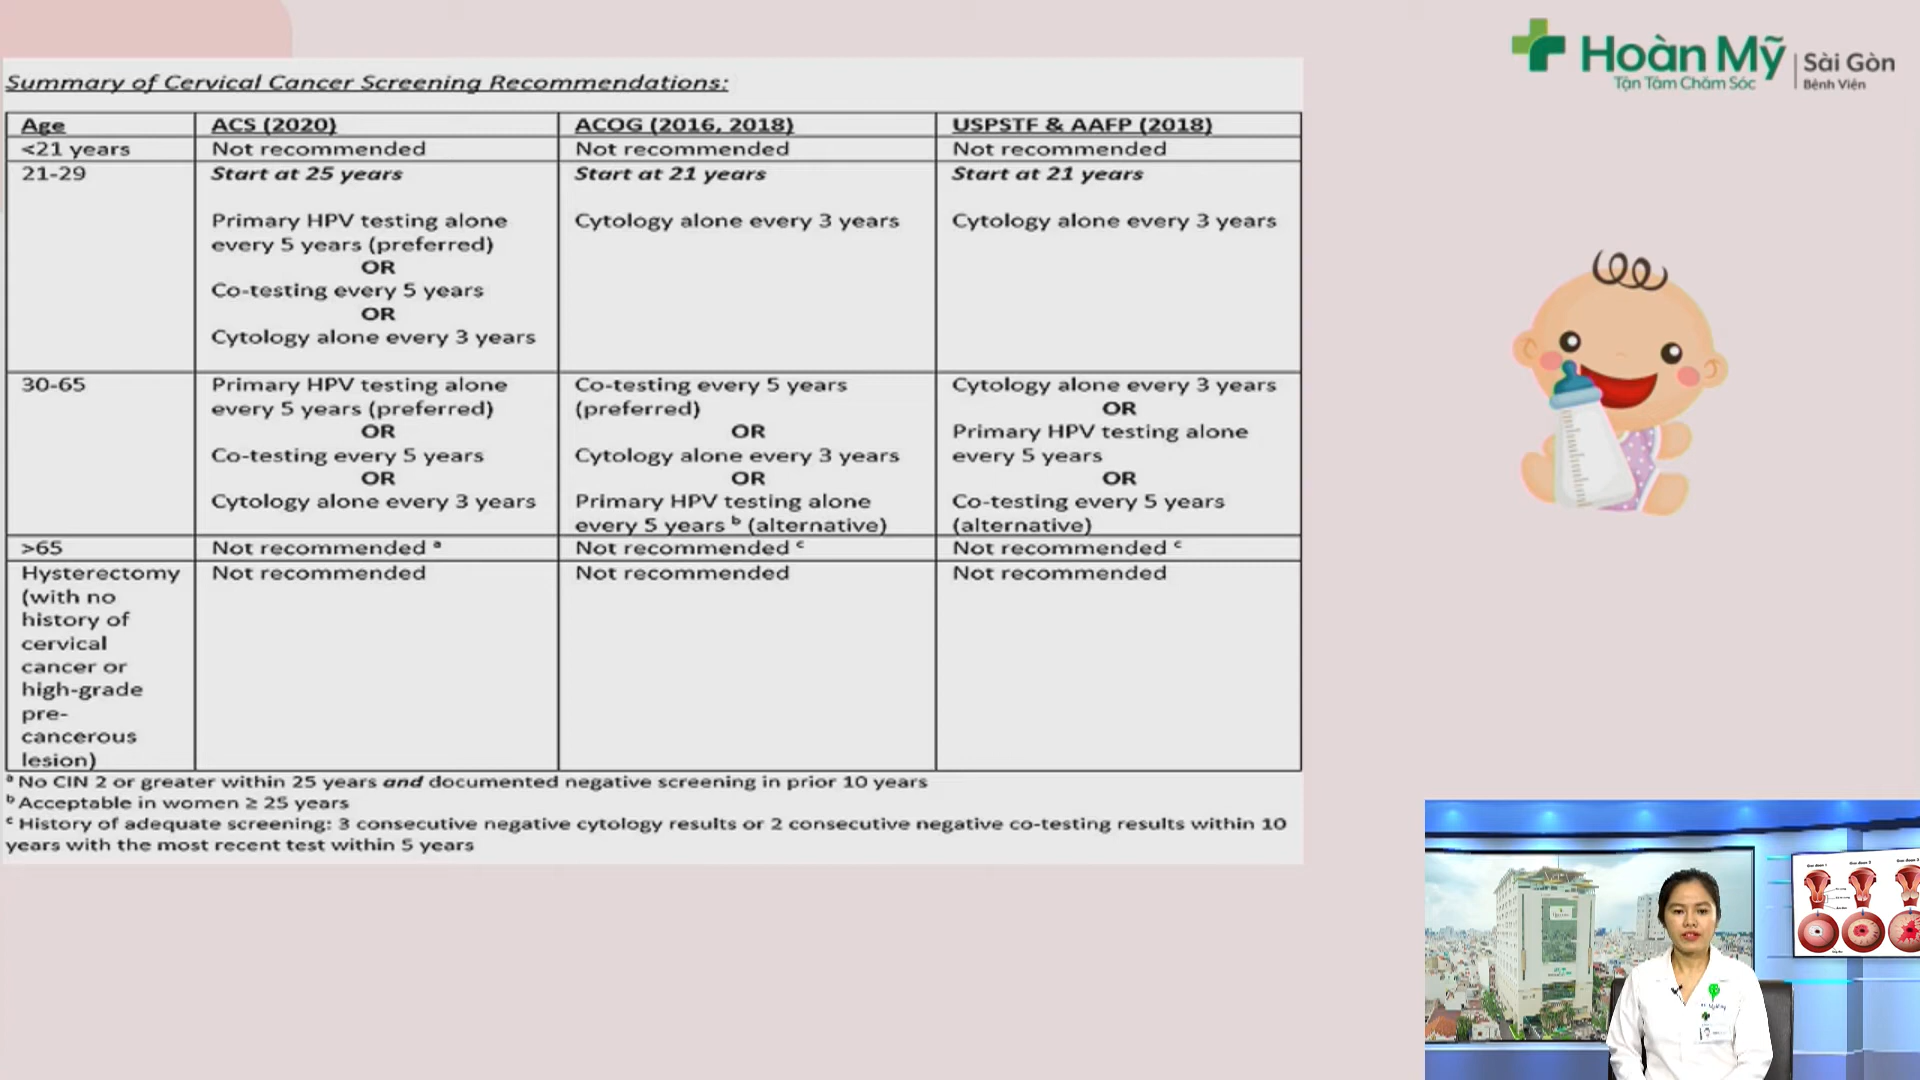 Hoàn Mỹ
Tận Tâm Chăm Sóc
Sài Gòn
Bệnh Viện
Summary of Cervical Cancer Screening Recommendations:
Age ACS (2020) ACOG (2016, 2018) USPSTF & AAFP (2018)
<21 years Not recommended Not recommended Not recommended
21-29 Start at 25 years Start at 21 years Start at 21 years
Primary HPV testing alone Cytology alone every 3 years Cytology alone every 3 years
every 5 years (preferred)
OR
Co-testing every 5 years
OR
Cytology alone every 3 years
30-65 Primary HPV testing alone Co-testing every 5 years Cytology alone every 3 years
every 5 years (preferred) (preferred) OR
OR OR Primary HPV testing alone
Co-testing every 5 years Cytology alone every 3 years every 5 years
OR OR OR
Cytology alone every 3 years Primary HPV testing alone Co-testing every 5 years
every 5 years b (alternative) (alternative)
>65 Not recommended a Not recommended c Not recommended c
Hysterectomy Not recommended Not recommended Not recommended
(with no
history of
cervical
cancer or
high-grade
pre-
cancerous
lesion)
a No CIN 2 or greater within 25 years and documented negative screening in prior 10 years
b Acceptable in women ≥ 25 years
c History of adequate screening: 3 consecutive negative cytology results or 2 consecutive negative co-testing results within 10
years with the most recent test within 5 years